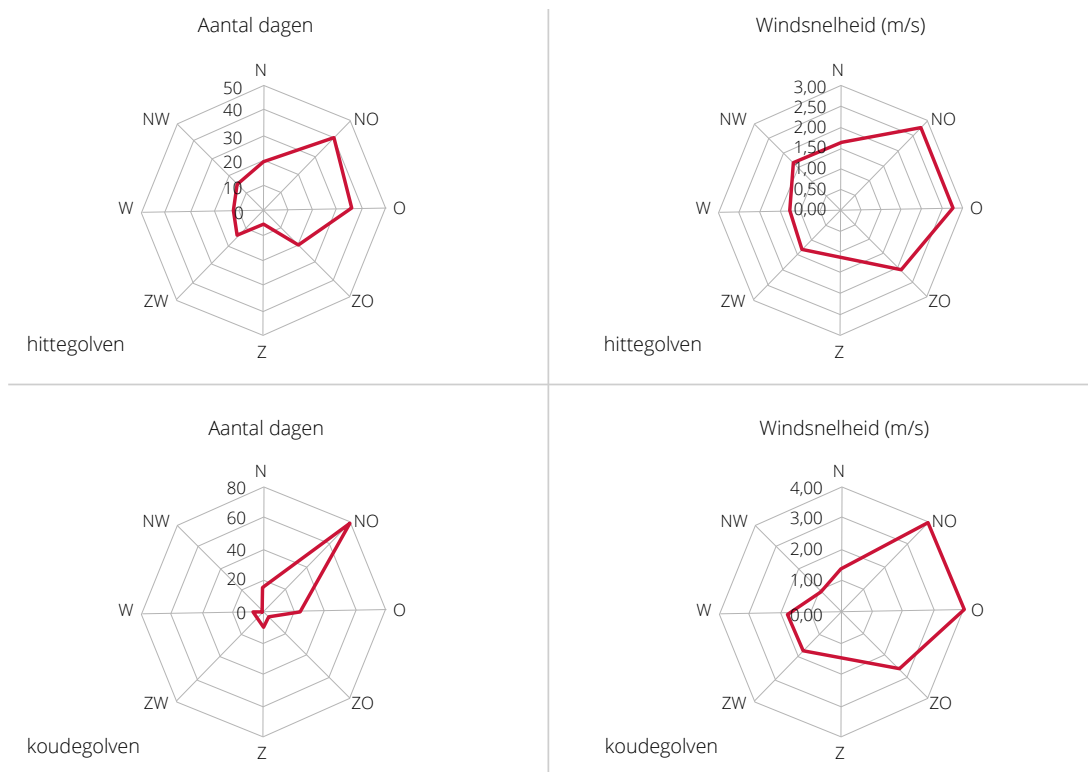 Aantal dagen
N
50
40
30
20
10
0
NW
NO
W
O
ZW
ZO
Z
hittegolven
Windsnelheid (m/s)
N
3,00
2,50
2,00
1,50
1,00
0,50
0,00
NW
NO
W
O
ZW
ZO
Z
hittegolven
Aantal dagen
N
80
60
40
20
0
NW
NO
W
O
ZW
ZO
Z
koudegolven
Windsnelheid (m/s)
N
4,00
3,00
2,00
1,00
0,00
NW
NO
W
O
ZW
ZO
Z
koudegolven